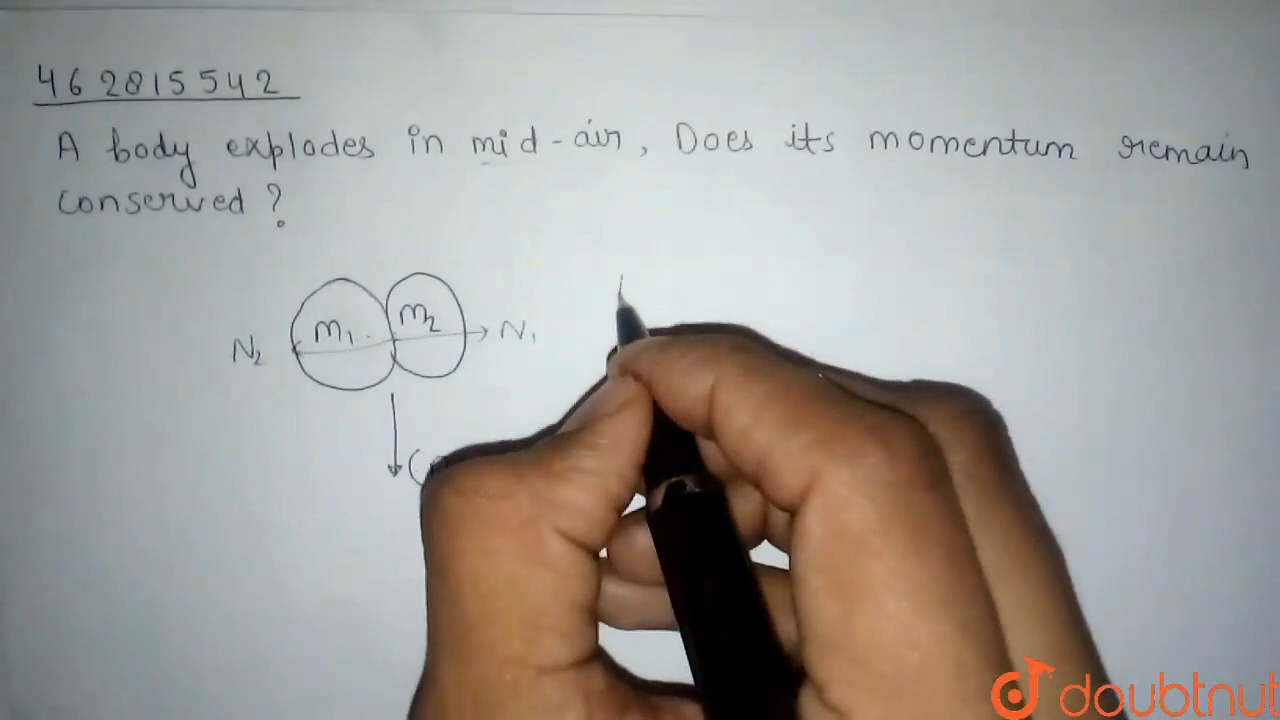 462815542
A body explodes in mid-air, Does its momentum remain
conserved?
m1 m2
N2 N1
doubtnut